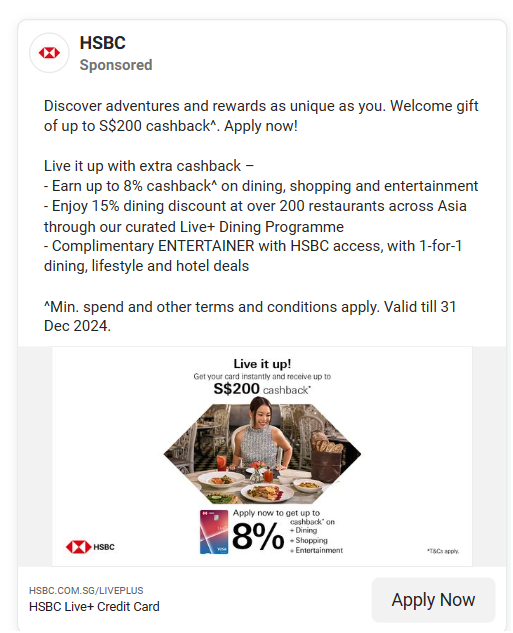 HSBC
Sponsored
Discover adventures and rewards as unique as you. Welcome gift
of up to S$200 cashback^. Apply now!
Live it up with extra cashback –
- Earn up to 8% cashback^ on dining, shopping and entertainment
- Enjoy 15% dining discount at over 200 restaurants across Asia
through our curated Live+ Dining Programme
- Complimentary ENTERTAINER with HSBC access, with 1-for-1
dining, lifestyle and hotel deals
^Min. spend and other terms and conditions apply. Valid till 31
Dec 2024.
Live it up!
Get your card instantly and receive up to
S$200 cashback*
Apply now to get up to
8% cashback* on
+ Dining
+ Shopping
+ Entertainment
VISA
HSBC
*T&Cs apply.
HSBC.COM.SG/LIVEPLUS
HSBC Live+ Credit Card
Apply Now